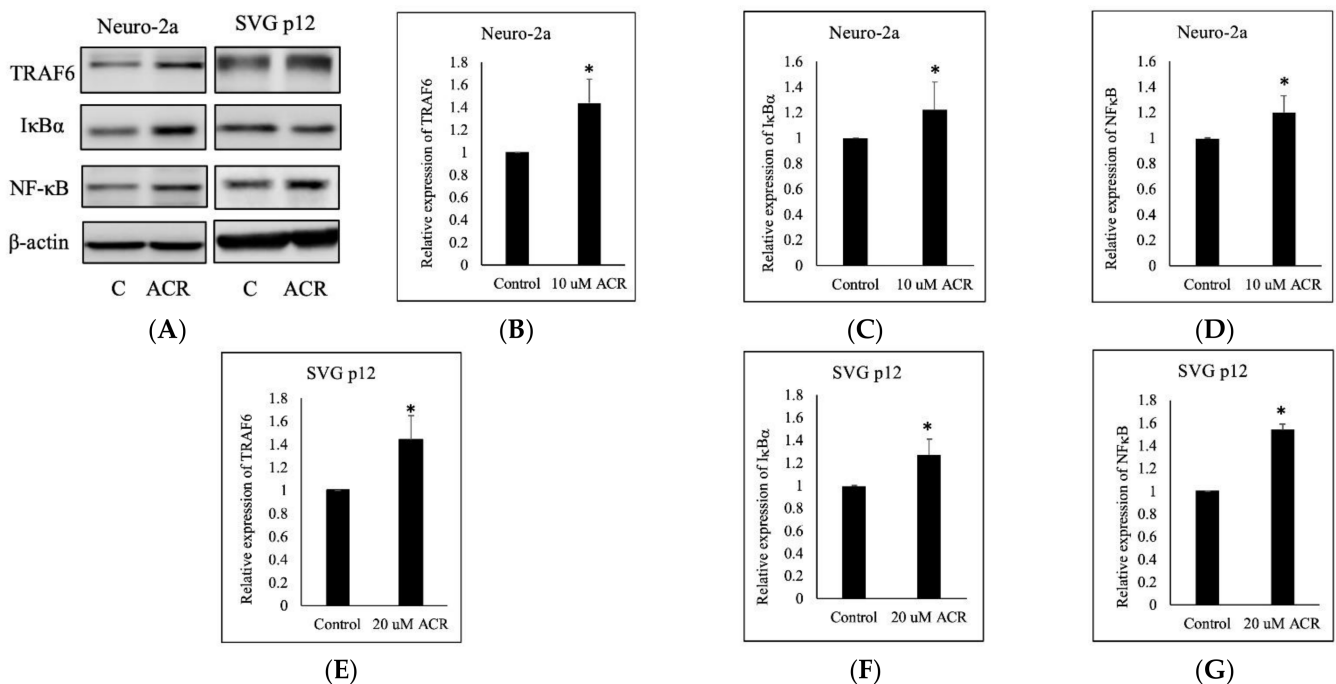 Neuro-2a SVG p12
TRAF6
IκBα
NF-κB
β-actin
C ACR C ACR
(A)
Neuro-2a
Relative expression of TRAF6
1.8
1.6
1.4
1.2
1
0.8
0.6
0.4
0.2
0
*
Control 10 uM ACR
(B)
Neuro-2a
Relative expression of IκBα
1.6
1.4
1.2
1
0.8
0.6
0.4
0.2
0
*
Control 10 uM ACR
(C)
Neuro-2a
Relative expression of NFκB
1.6
1.4
1.2
1
0.8
0.6
0.4
0.2
0
*
Control 10 uM ACR
(D)
SVG p12
Relative expression of TRAF6
1.8
1.6
1.4
1.2
1
0.8
0.6
0.4
0.2
0
*
Control 20 uM ACR
(E)
SVG p12
Relative expression of IκBα
1.8
1.6
1.4
1.2
1
0.8
0.6
0.4
0.2
0
*
Control 20 uM ACR
(F)
SVG p12
Relative expression of NFκB
1.8
1.6
1.4
1.2
1
0.8
0.6
0.4
0.2
0
*
Control 20 uM ACR
(G)